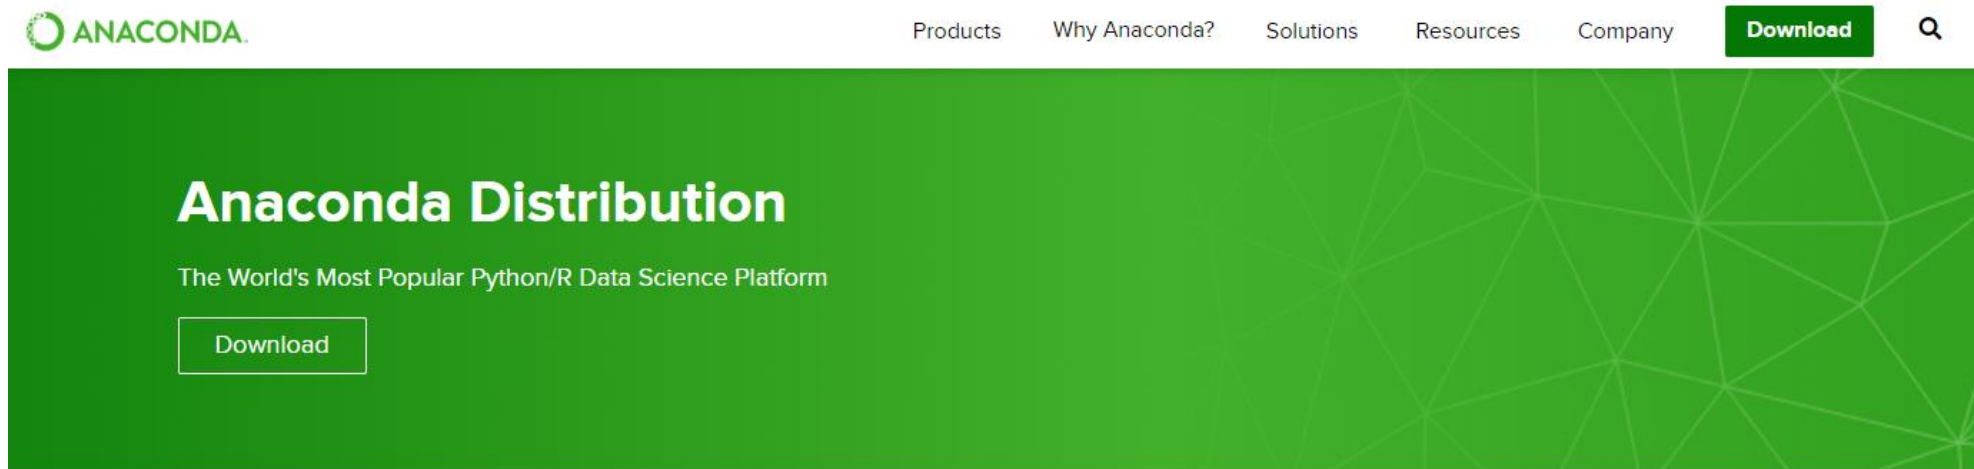 ANACONDA.
Products Why Anaconda? Solutions Resources Company Download
Anaconda Distribution
The World's Most Popular Python/R Data Science Platform
Download